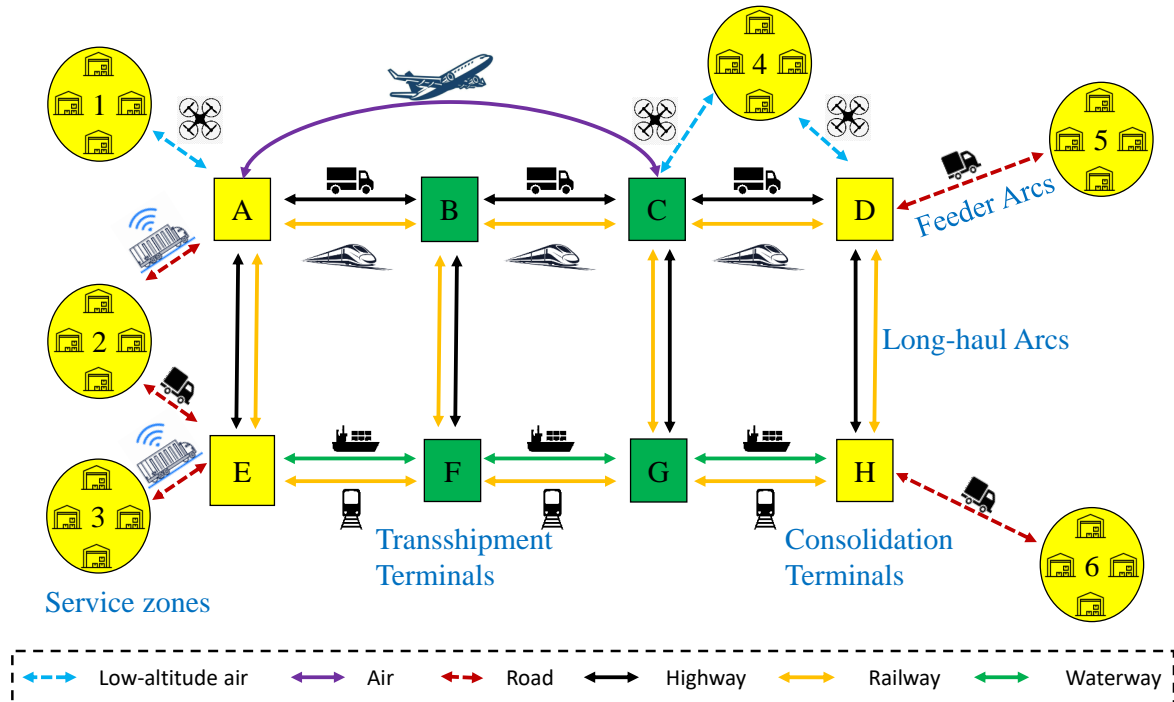 4
1
5
A
B
C
D
Feeder Arcs
2
Long-haul Arcs
E
F
G
H
3
Transshipment
Terminals
Consolidation
Terminals
6
Service zones
Low-altitude air
Air
Road
Highway
Railway
Waterway